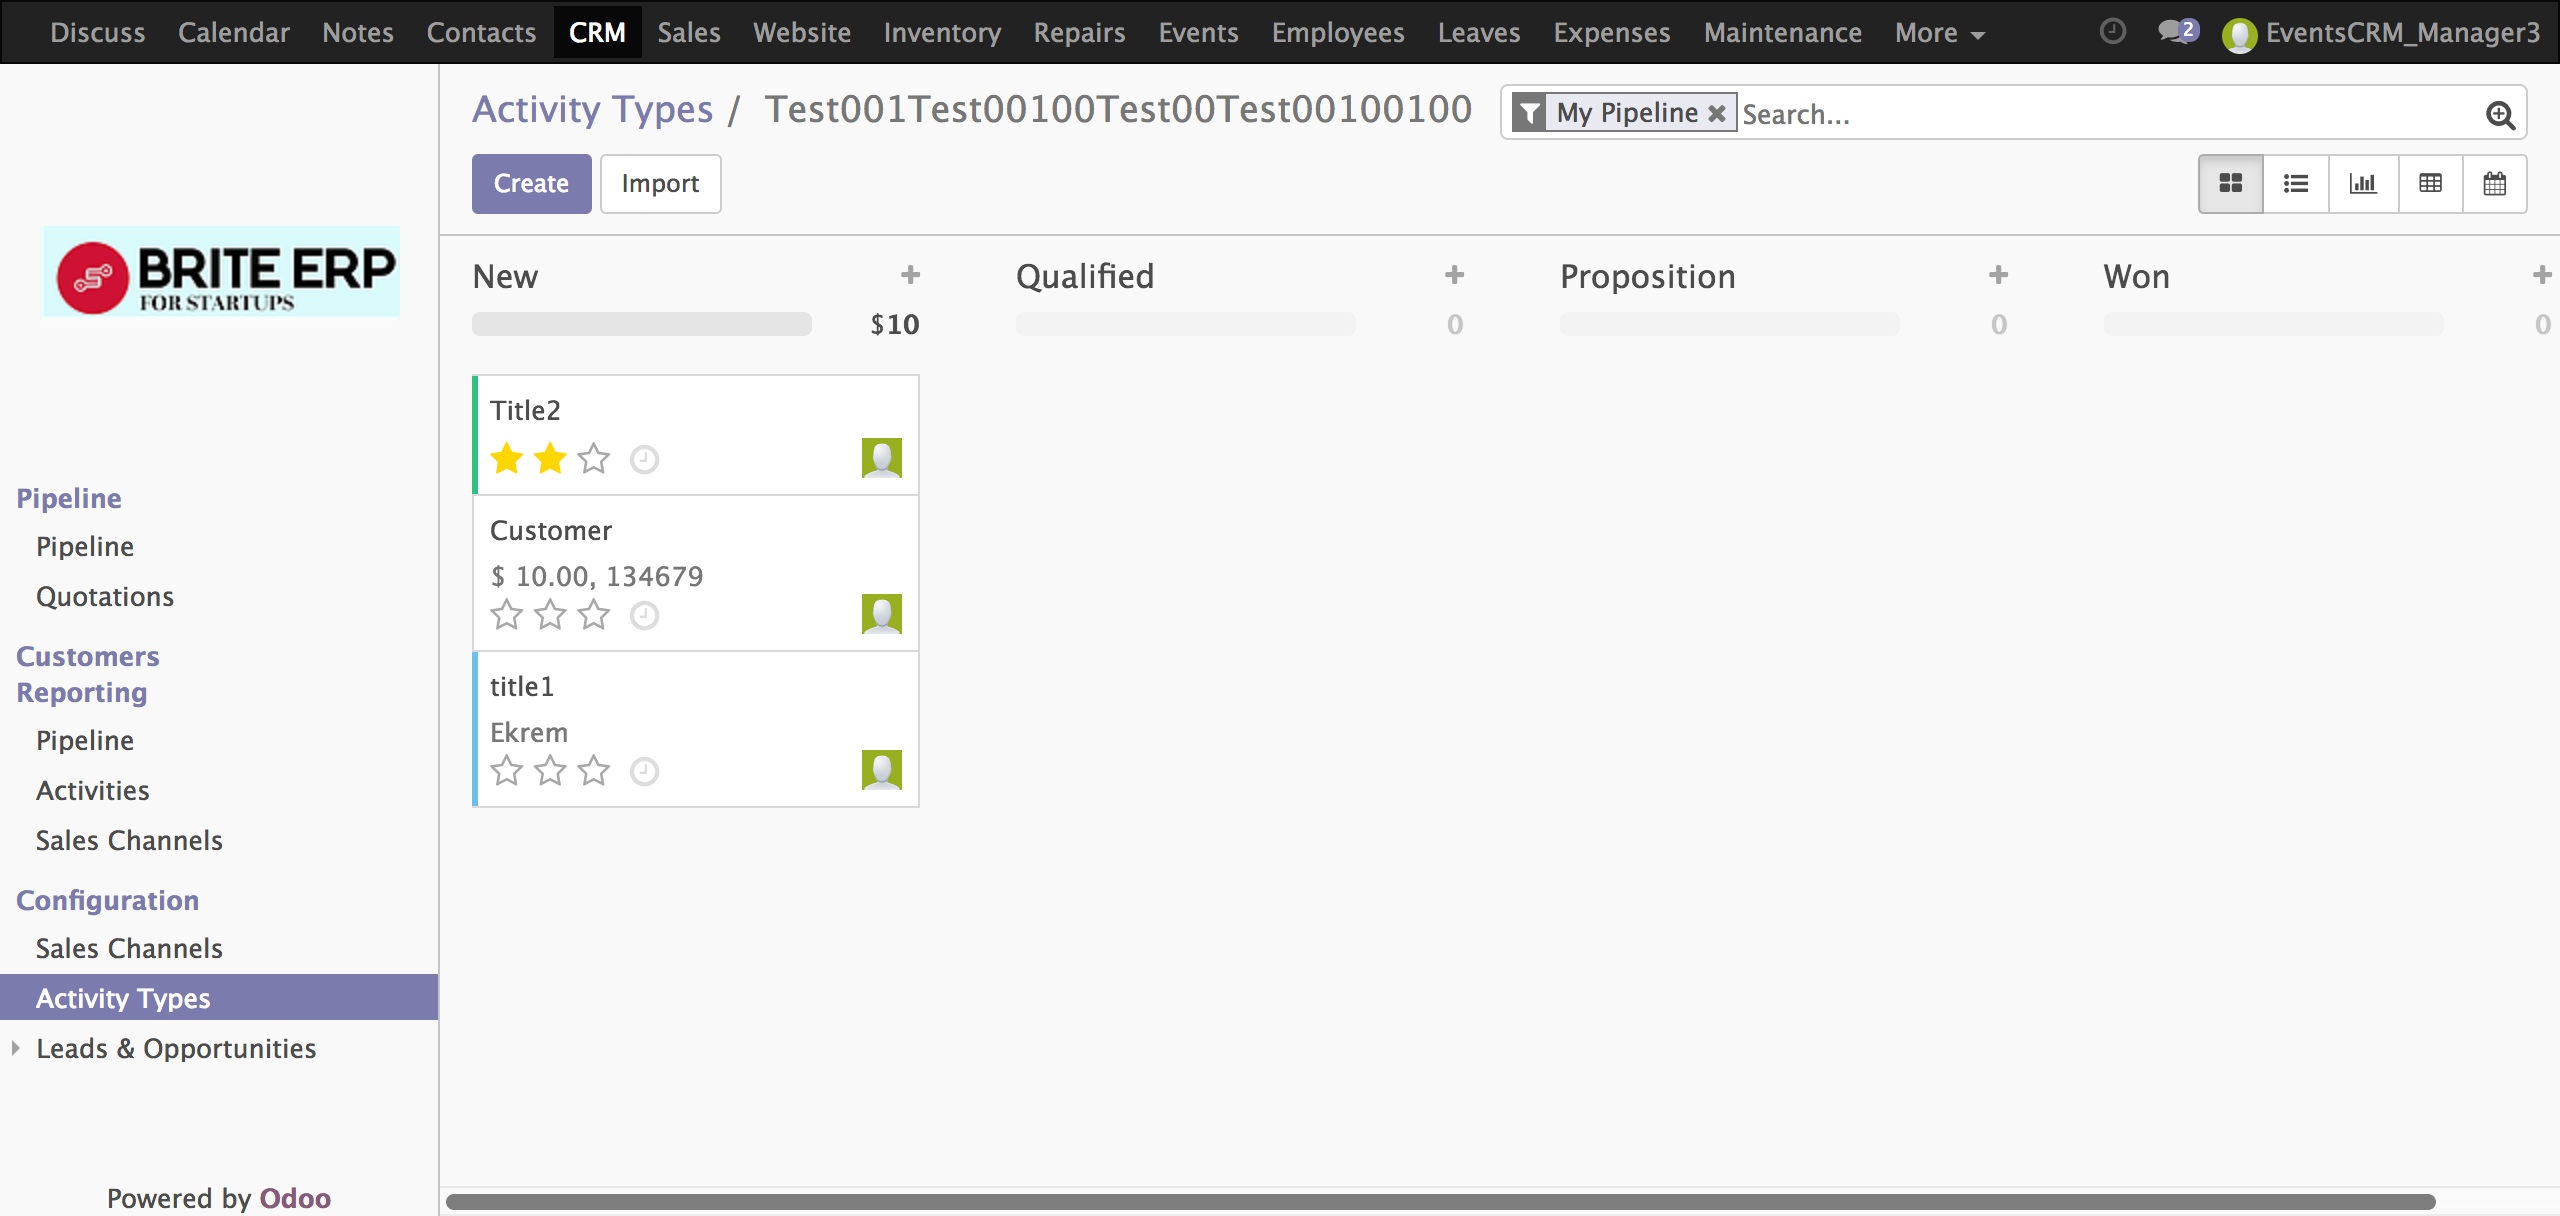 Discuss Calendar Notes Contacts CRM Sales Website Inventory Repairs Events Employees Leaves Expenses Maintenance More 2 EventsCRM_Manager3
BRITE ERP
FOR STARTUPS
Pipeline
Pipeline
Quotations
Customers
Reporting
Pipeline
Activities
Sales Channels
Configuration
Sales Channels
Activity Types
Leads & Opportunities
Powered by Odoo
Activity Types / Test001Test00100Test00Test00100100
My Pipeline Search...
Create Import
New
$10
Title2
Customer
$ 10.00, 134679
title1
Ekrem
Qualified
0
Proposition
0
Won
0